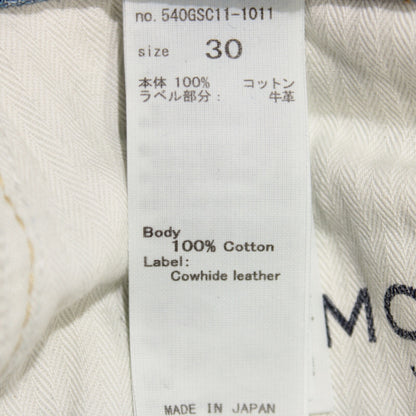 no. 540GSC11-1011
size 30
本体 100% コットン
ラベル部分: 牛革
Body
100% Cotton
Label:
Cowhide leather
MADE IN JAPAN